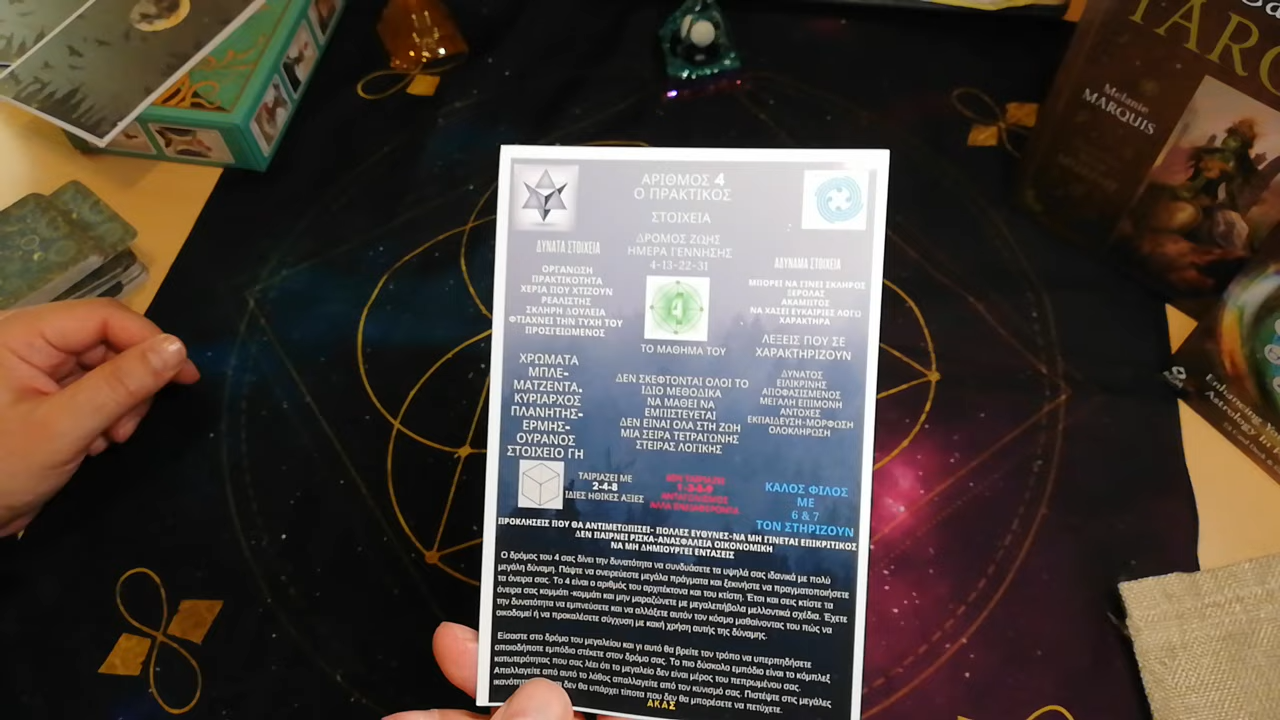 ΑΡΙΘΜΟΣ 4
Ο ΠΡΑΚΤΙΚΟΣ
ΣΤΟΙΧΕΙΑ
ΔΡΟΜΟΣ ΖΩΗΣ
ΗΜΕΡΑ ΓΕΝΝΗΣΗΣ
4-13-22-31
4
ΔΥΝΑΤΑ ΣΤΟΙΧΕΙΑ
ΟΡΓΑΝΩΣΗ
ΠΡΑΚΤΙΚΟΤΗΤΑ
ΧΕΡΙΑ ΠΟΥ ΧΤΙΖΟΥΝ
ΡΕΑΛΙΣΤΗΣ
ΣΚΛΗΡΗ ΔΟΥΛΕΙΑ
ΦΤΙΑΧΝΕΙ ΤΗΝ ΤΥΧΗ ΤΟΥ
ΠΡΟΣΓΕΙΩΜΕΝΟΣ
ΧΡΩΜΑΤΑ
ΜΠΛΕ-
ΜΑΤΖΕΝΤΑ.
ΚΥΡΙΑΡΧΟΣ
ΠΛΑΝΗΤΗΣ-
ΕΡΜΗΣ-
ΟΥΡΑΝΟΣ
ΣΤΟΙΧΕΙΟ ΓΗ
ΤΟ ΜΑΘΗΜΑ ΤΟΥ
ΔΕΝ ΣΚΕΦΤΟΝΤΑΙ ΟΛΟΙ ΤΟ
ΙΔΙΟ ΜΕΘΟΔΙΚΑ
ΝΑ ΜΑΘΕΙ ΝΑ
ΕΜΠΙΣΤΕΥΕΤΑΙ
ΔΕΝ ΕΙΝΑΙ ΟΛΑ ΣΤΗ ΖΩΗ
ΜΙΑ ΣΕΙΡΑ ΤΕΤΡΑΓΩΝΗΣ
ΣΤΕΙΡΑΣ ΛΟΓΙΚΗΣ
ΑΔΥΝΑΜΑ ΣΤΟΙΧΕΙΑ
ΜΠΟΡΕΙ ΝΑ ΓΙΝΕΙ ΣΚΛΗΡΟΣ
ΞΕΡΟΛΑΣ
ΑΚΑΜΠΤΟΣ
ΝΑ ΧΑΣΕΙ ΕΥΚΑΙΡΙΕΣ ΛΟΓΩ
ΧΑΡΑΚΤΗΡΑ
ΛΕΞΕΙΣ ΠΟΥ ΣΕ
ΧΑΡΑΚΤΗΡΙΖΟΥΝ
ΔΥΝΑΤΟΣ
ΕΙΛΙΚΡΙΝΗΣ
ΑΠΟΦΑΣΙΣΜΕΝΟΣ
ΜΕΓΑΛΗ ΕΠΙΜΟΝΗ
ΑΝΤΟΧΕΣ
ΕΚΠΑΙΔΕΥΣΗ-ΜΟΡΦΩΣΗ
ΟΛΟΚΛΗΡΩΣΗ
ΤΑΙΡΙΑΖΕΙ ΜΕ
2-4-8
ΙΔΙΕΣ ΗΘΙΚΕΣ ΑΞΙΕΣ
ΚΑΛΟΣ ΦΙΛΟΣ
ΜΕ
6 & 7
ΤΟΝ ΣΤΗΡΙΖΟΥΝ
ΠΡΟΚΛΗΣΕΙΣ ΠΟΥ ΘΑ ΑΝΤΙΜΕΤΩΠΙΣΕΙ- ΠΟΛΛΕΣ ΕΥΘΥΝΕΣ-ΝΑ ΜΗ ΓΙΝΕΤΑΙ ΕΠΙΚΡΙΤΙΚΟΣ
ΔΕΝ ΠΑΙΡΝΕΙ ΡΙΣΚΑ-ΑΝΑΣΦΑΛΕΙΑ ΟΙΚΟΝΟΜΙΚΗ
ΝΑ ΜΗ ΔΗΜΙΟΥΡΓΕΙ ΕΝΤΑΣΕΙΣ
Ο δρόμος του 4 σας δίνει την δυνατότητα να συνδυάσετε τα υψηλά σας ιδανικά με πολύ
μεγάλη δύναμη. Πάψτε να ονειρεύεστε μεγάλα πράγματα και ξεκινήστε να πραγματοποιήσετε
τα όνειρα σας. Το 4 είναι ο αριθμός του αρχιτέκτονα και του κτίστη. Έτσι και σεις κτίστε τα
όνειρα σας κομμάτι -κομμάτι και μην μαραζώνετε με μεγαλεπήβολα μελλοντικά σχέδια. Έχετε
την δυνατότητα να εμπνεύσετε και να αλλάξετε αυτόν τον κόσμο μαθαίνοντας του πώς να
οικοδομεί ή να προκαλέσετε σύγχυση με κακή χρήση αυτής της δύναμης.
Είσαστε στο δρόμο του μεγαλείου και γι αυτό θα βρείτε τον τρόπο να υπερπηδήσετε
οποιοδήποτε εμπόδιο στέκετε στον δρόμο σας. Το πιο δύσκολο εμπόδιο είναι το κόμπλεξ
κατωτερότητας που σας λέει ότι το μεγαλείο δεν είναι μέρος του πεπρωμένου σας.
Απαλλαγείτε από αυτό το λάθος απαλλαγείτε από τον κυνισμό σας. Πιστέψτε στις μεγάλες
δεν θα υπάρχει τίποτα που δεν θα μπορέσετε να πετύχετε.
ΑΚΑΣ
TARO
Melanie
MARQUIS
Enhancing